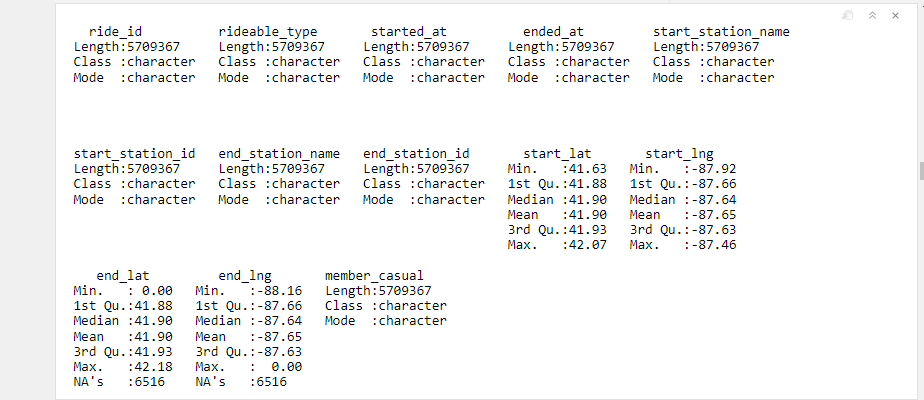 ride_id rideable_type started_at ended_at start_station_name
Length:5709367 Length:5709367 Length:5709367 Length:5709367 Length:5709367
Class :character Class :character Class :character Class :character Class :character
Mode :character Mode :character Mode :character Mode :character Mode :character
start_station_id end_station_name end_station_id start_lat start_lng
Length:5709367 Length:5709367 Length:5709367 Min. :41.63 Min. :-87.92
Class :character Class :character Class :character 1st Qu.:41.88 1st Qu.:-87.66
Mode :character Mode :character Mode :character Median :41.90 Median :-87.64
Mean :41.90 Mean :-87.65
3rd Qu.:41.93 3rd Qu.:-87.63
Max. :42.07 Max. :-87.46
end_lat end_lng member_casual
Min. : 0.00 Min. :-88.16 Length:5709367
1st Qu.:41.88 1st Qu.:-87.66 Class :character
Median :41.90 Median :-87.64 Mode :character
Mean :41.90 Mean :-87.65
3rd Qu.:41.93 3rd Qu.:-87.63
Max. :42.18 Max. : 0.00
NA's :6516 NA's :6516